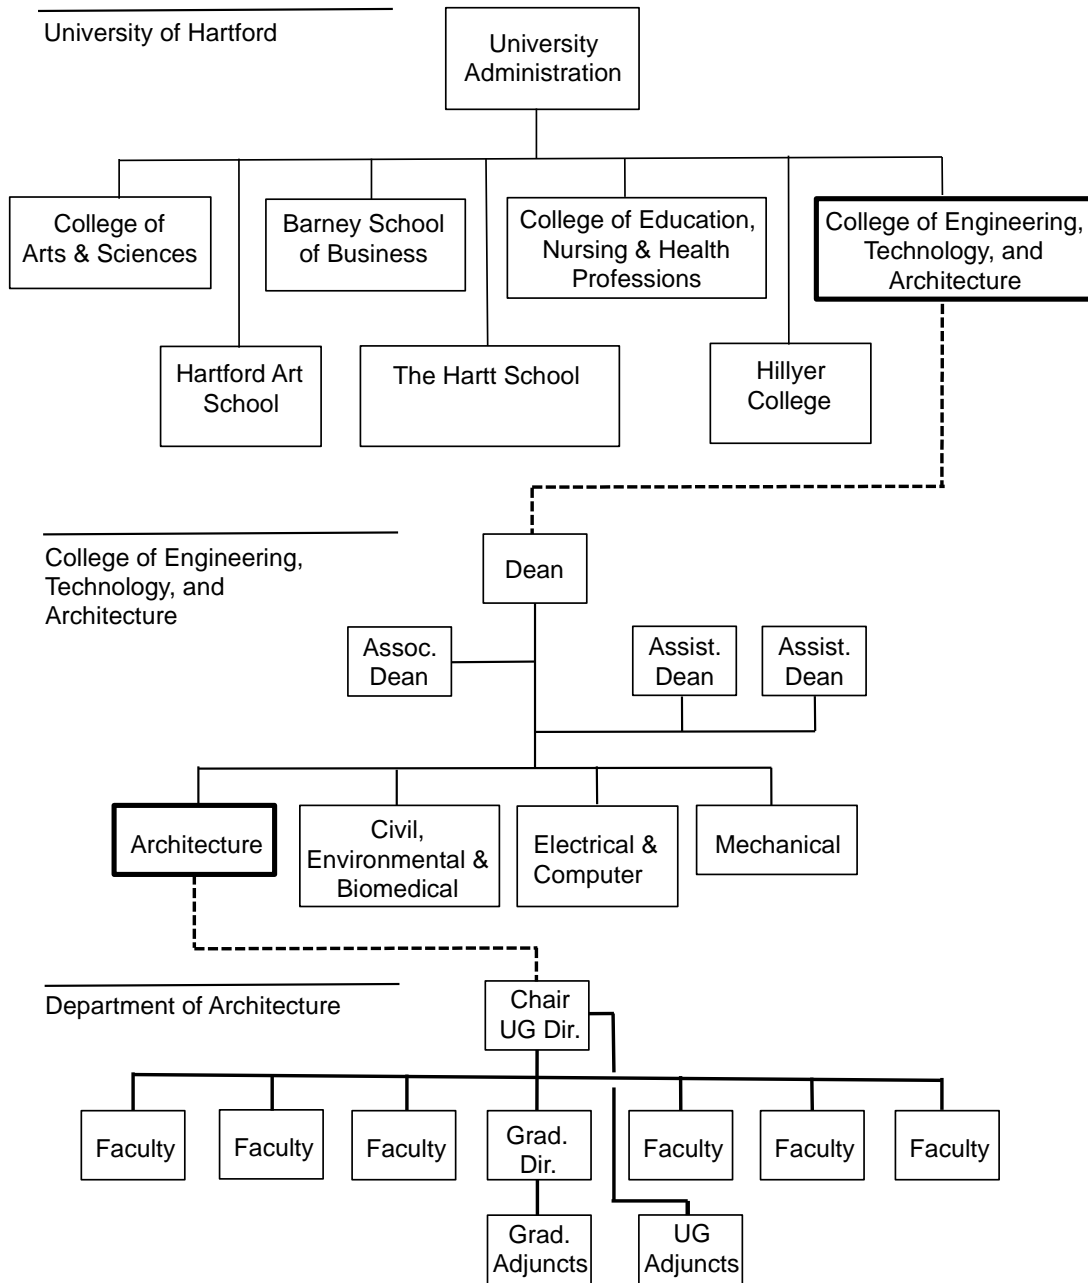 University of Hartford
University
Administration
College of
Arts & Sciences
Barney School
of Business
College of Education,
Nursing & Health
Professions
College of Engineering,
Technology, and
Architecture
Hartford Art
School
The Hartt School
Hillyer
College
College of Engineering,
Technology, and
Architecture
Dean
Assoc.
Dean
Assist.
Dean
Assist.
Dean
Architecture
Civil,
Environmental &
Biomedical
Electrical &
Computer
Mechanical
Department of Architecture
Chair
UG Dir.
Faculty
Faculty
Faculty
Grad.
Dir.
Faculty
Faculty
Faculty
Grad.
Adjuncts
UG
Adjuncts